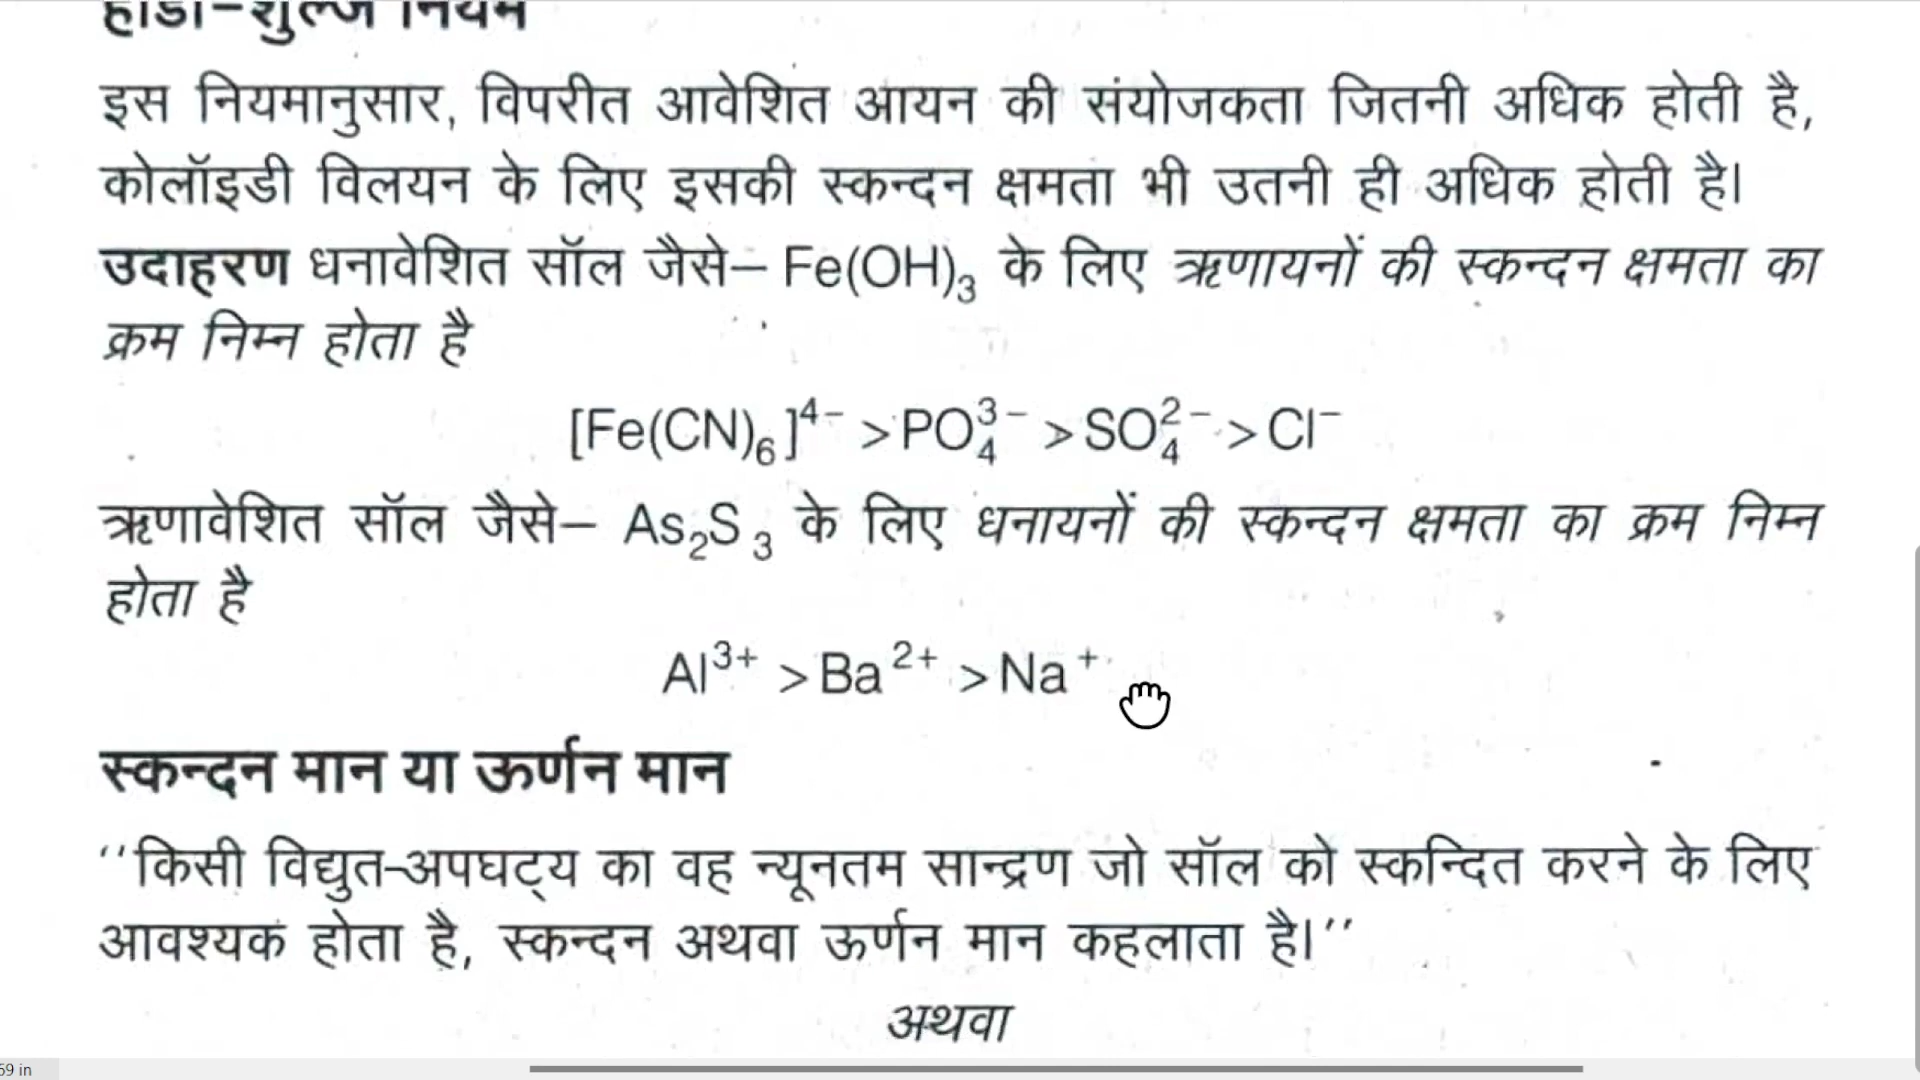 हार्डी-शुल्ज नियम
इस नियमानुसार, विपरीत आवेशित आयन की संयोजकता जितनी अधिक होती है,
कोलॉइडी विलयन के लिए इसकी स्कन्दन क्षमता भी उतनी ही अधिक होती है।
उदाहरण धनावेशित सॉल जैसे– Fe(OH)₃ के लिए ऋणायनों की स्कन्दन क्षमता का
क्रम निम्न होता है
[Fe(CN)₆]⁴⁻ > PO₄³⁻ > SO₄²⁻ > Cl⁻
ऋणावेशित सॉल जैसे– As₂S₃ के लिए धनायनों की स्कन्दन क्षमता का क्रम निम्न
होता है
Al³⁺ > Ba²⁺ > Na⁺
स्कन्दन मान या ऊर्णन मान
‘‘किसी विद्युत-अपघट्य का वह न्यूनतम सान्द्रण जो सॉल को स्कन्दित करने के लिए
आवश्यक होता है, स्कन्दन अथवा ऊर्णन मान कहलाता है।’’
अथवा
59 in